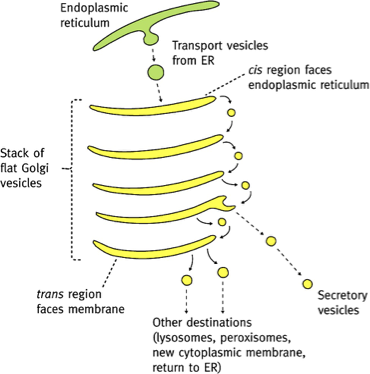 Endoplasmic
reticulum
Transport vesicles
from ER
cis region faces
endoplasmic reticulum
Stack of
flat Golgi
vesicles
trans region
faces membrane
Secretory
vesicles
Other destinations
(lysosomes, peroxisomes,
new cytoplasmic membrane,
return to ER)